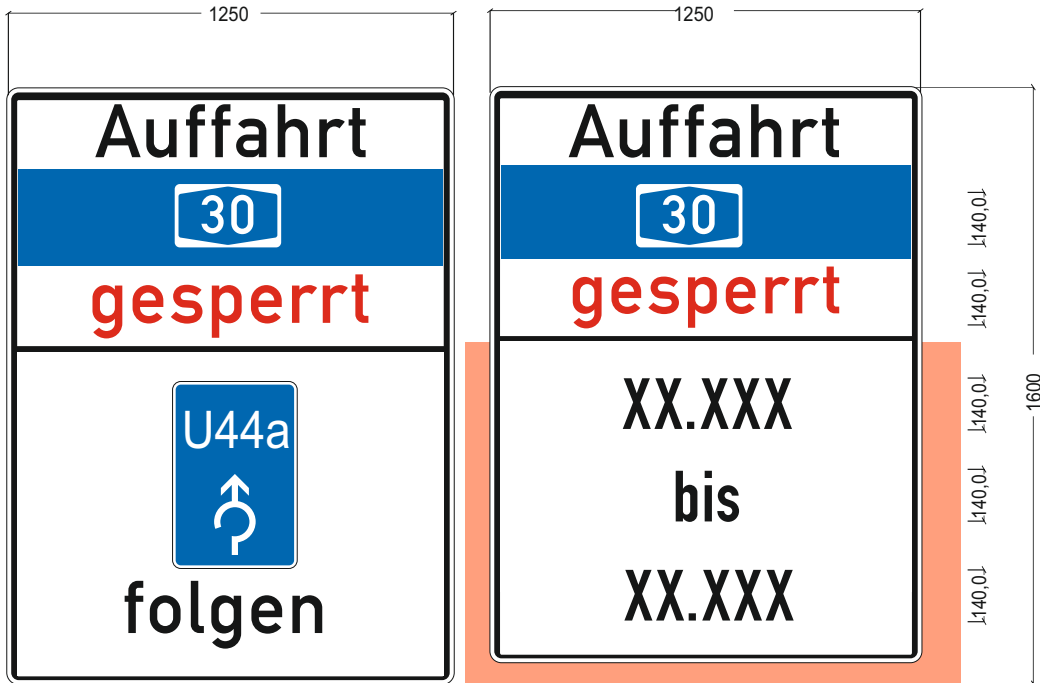 1250
Auffahrt
30
gesperrt
U44a
folgen
1250
Auffahrt
30
gesperrt
XX.XXX
bis
XX.XXX
140,0
140,0
140,0
140,0
140,0
1600